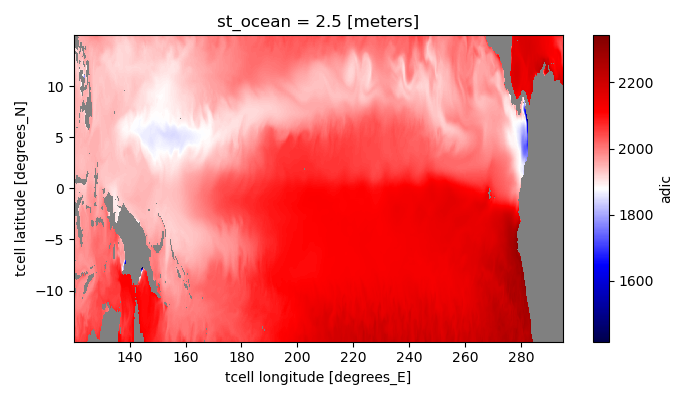 st_ocean = 2.5 [meters]
10
5
0
−5
−10
tcell latitude [degrees_N]
140 160 180 200 220 240 260 280
tcell longitude [degrees_E]
2200
2000
1800
1600
adic